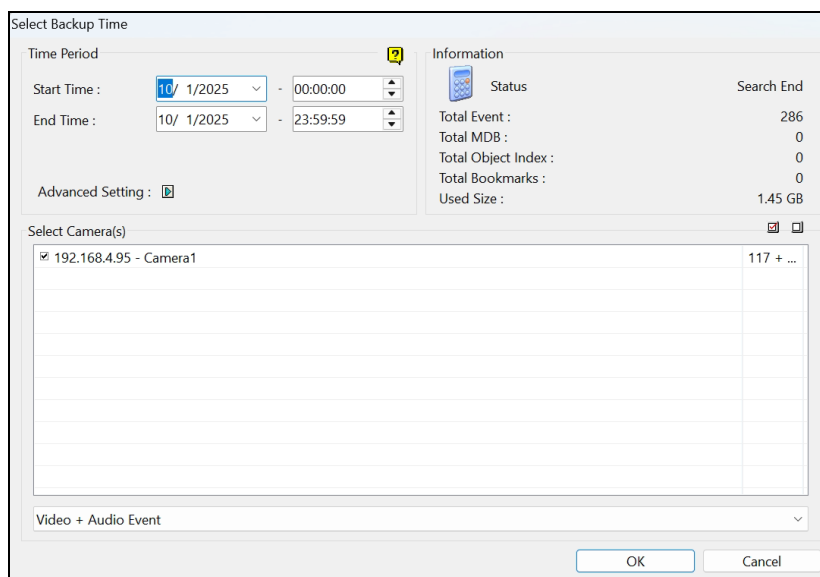 Select Backup Time
Time Period
?
Start Time :
10/ 1/2025
-
00:00:00
End Time :
10/ 1/2025
-
23:59:59
Advanced Setting :
Information
Status
Search End
Total Event :
286
Total MDB :
0
Total Object Index :
0
Total Bookmarks :
0
Used Size :
1.45 GB
Select Camera(s)
192.168.4.95 - Camera1
117 + ...
Video + Audio Event
OK
Cancel